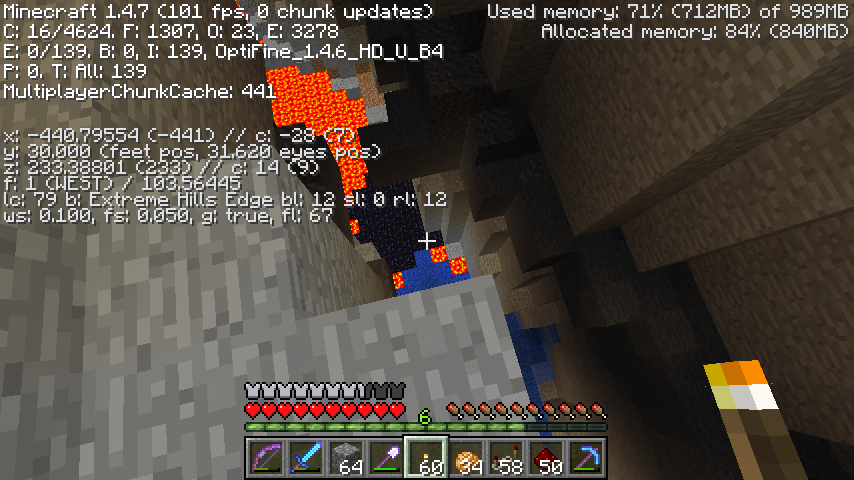 Minecraft 1.4.7 (101 fps, 0 chunk updates)
Used memory: 71% (712MB) of 989MB
C: 16/4624, F: 1307, O: 23, E: 3278
Allocated memory: 84% (840MB)
E: 0/139, B: 0, I: 139, OptiFine_1.4.6_HD_U_B4
P: 0, T: All: 139
MultiplayerChunkCache: 441
x: -440.79554 (-441) // c: -28 (7)
y: 30.000 (feet pos, 31.620 eyes pos)
z: 233.38801 (233) // c: 14 (9)
f: 1 (WEST) / 103.56445
lc: 79 b: Extreme Hills Edge bl: 12 sl: 0 rl: 12
ws: 0.100, fs: 0.050, g: true, fl: 67
6
64 60 34 58 50